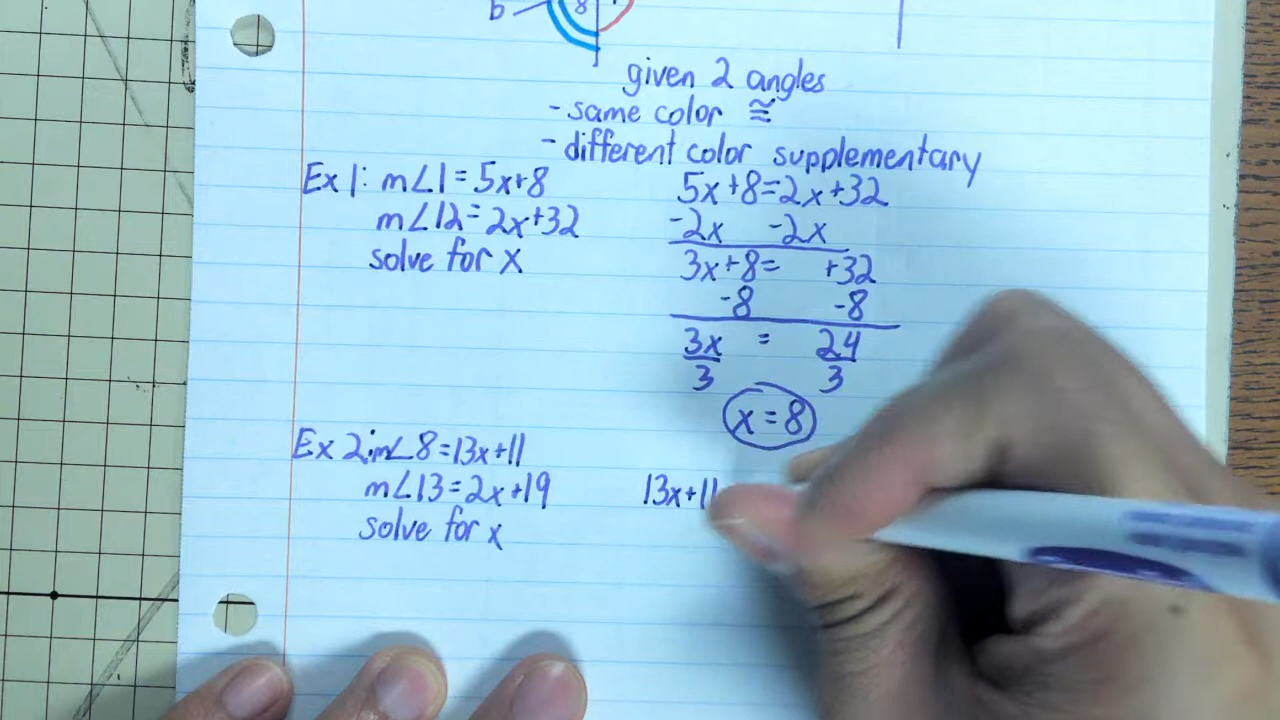 b
8
given 2 angles
- same color ≅
- different color supplementary
Ex 1: m∠1 = 5x+8
m∠12 = 2x+32
solve for x
5x+8=2x+32
-2x -2x
3x+8= +32
-8 -8
3x = 24
3 3
x = 8
Ex 2: m∠8=13x+11
m∠13=2x+19
solve for x
13x+11